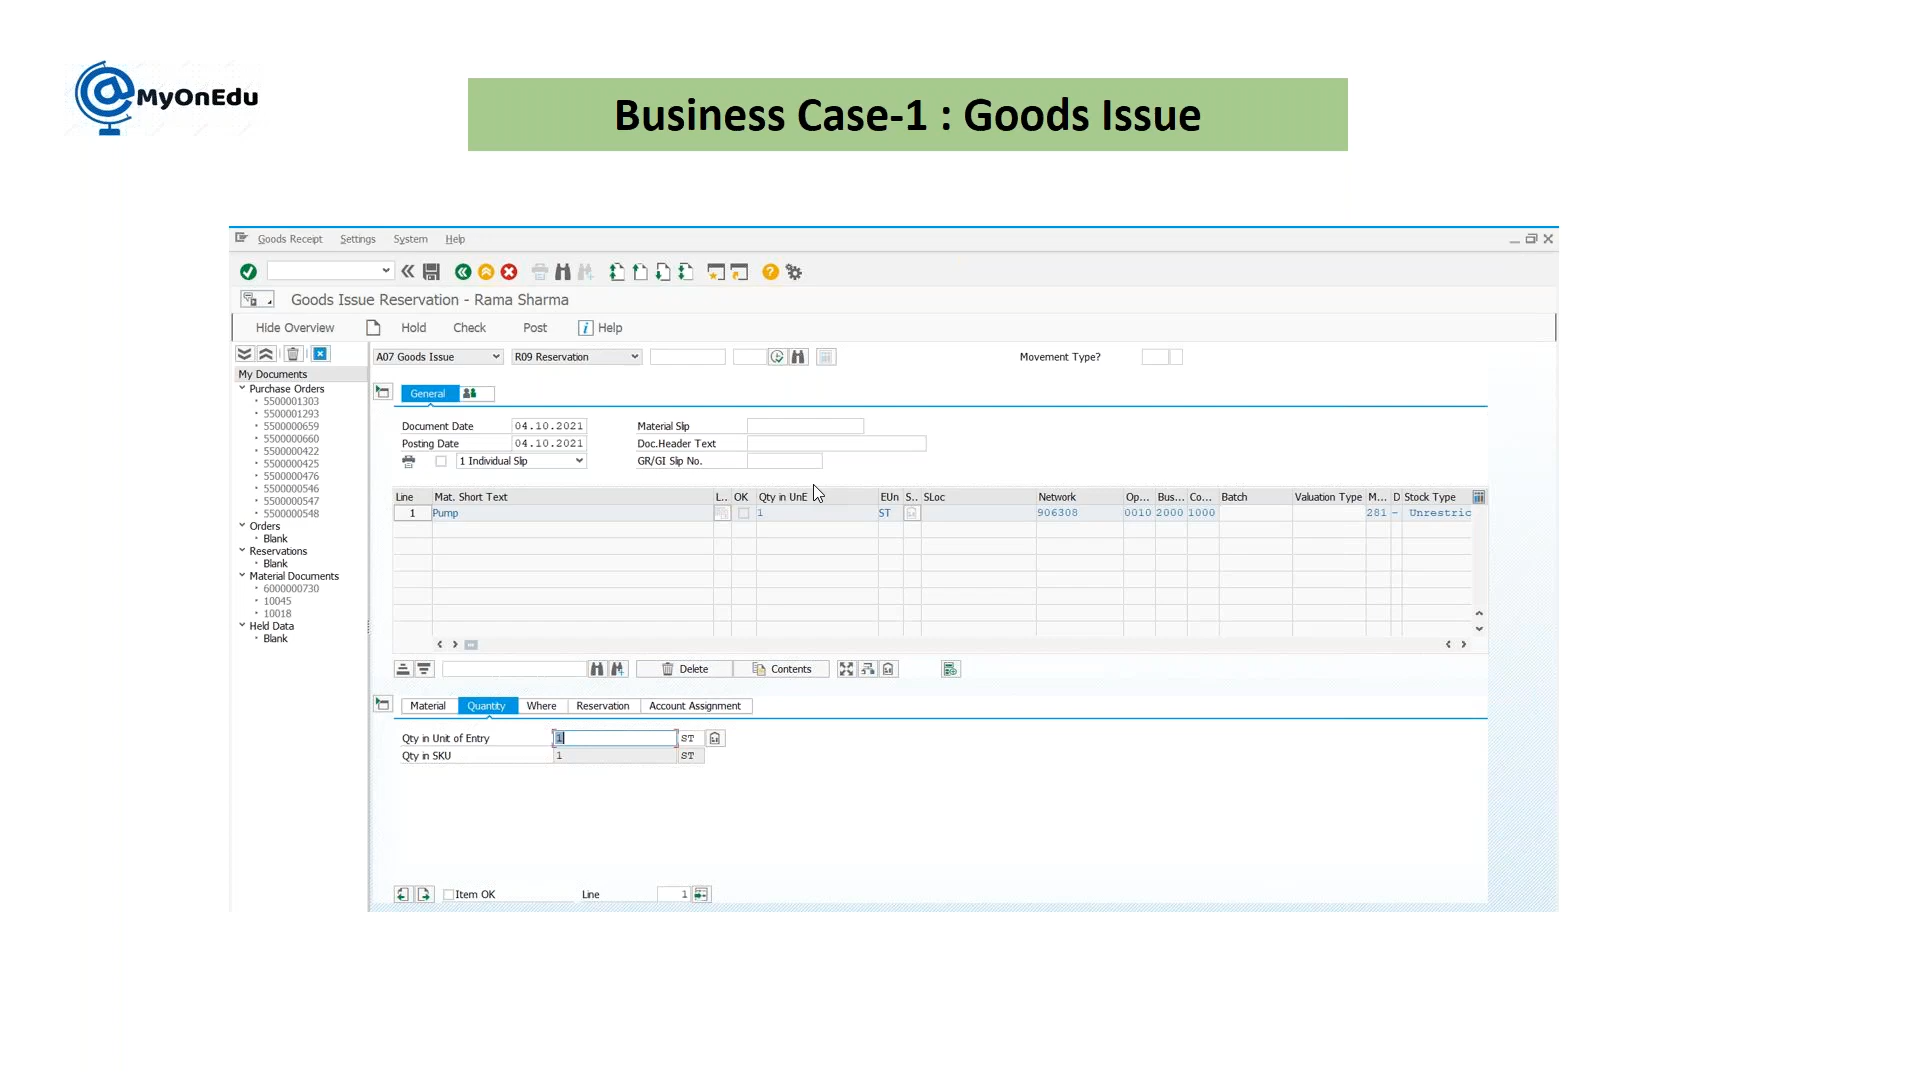 MyOnEdu
Business Case-1 : Goods Issue
Goods Receipt Settings System Help
Goods Issue Reservation - Rama Sharma
Hide Overview Hold Check Post Help
A07 Goods Issue R09 Reservation Movement Type?
My Documents
Purchase Orders
5500001303
5500001293
5500000659
5500000660
5500000422
5500000425
5500000476
5500000546
5500000547
5500000548
Orders
Blank
Reservations
Blank
Material Documents
6000000730
10045
10018
Held Data
Blank
General
Document Date 04.10.2021 Material Slip
Posting Date 04.10.2021 Doc.Header Text
1 Individual Slip GR/GI Slip No.
Line Mat. Short Text L.. OK Qty in UnE EUn S.. SLoc Network Op... Bus... Co... Batch Valuation Type M... D Stock Type
1 Pump 1 ST 906308 0010 2000 1000 281 - Unrestric
Delete Contents
Material Quantity Where Reservation Account Assignment
Qty in Unit of Entry 1 ST
Qty in SKU 1 ST
Item OK Line 1